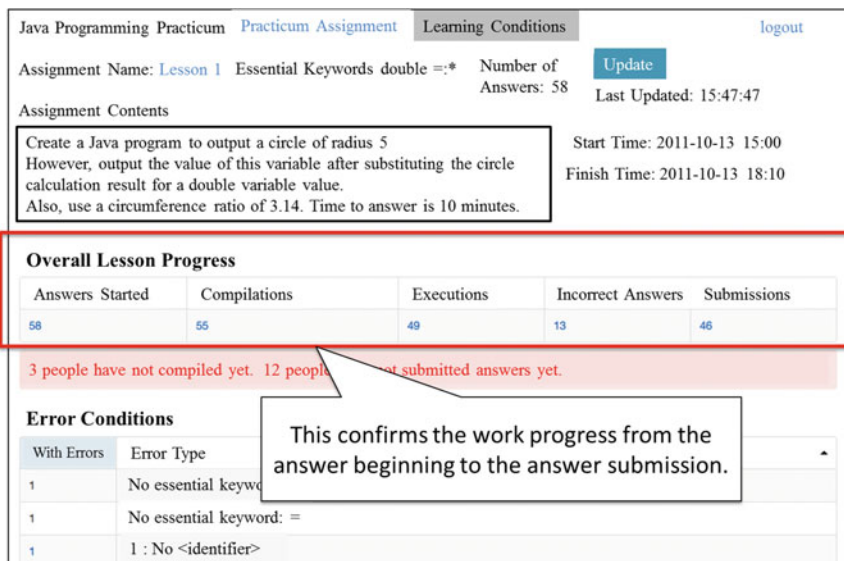 Java Programming Practicum Practicum Assignment Learning Conditions logout
Assignment Name: Lesson 1 Essential Keywords double =:* Number of Answers: 58 Update
Last Updated: 15:47:47
Assignment Contents
Create a Java program to output a circle of radius 5
However, output the value of this variable after substituting the circle
calculation result for a double variable value.
Also, use a circumference ratio of 3.14. Time to answer is 10 minutes.
Start Time: 2011-10-13 15:00
Finish Time: 2011-10-13 18:10
Overall Lesson Progress
Answers Started Compilations Executions Incorrect Answers Submissions
58 55 49 13 46
3 people have not compiled yet. 12 people not submitted answers yet.
This confirms the work progress from the
answer beginning to the answer submission.
Error Conditions
With Errors Error Type
1 No essential
1 No essential keyword: =
1 1 : No <identifier>